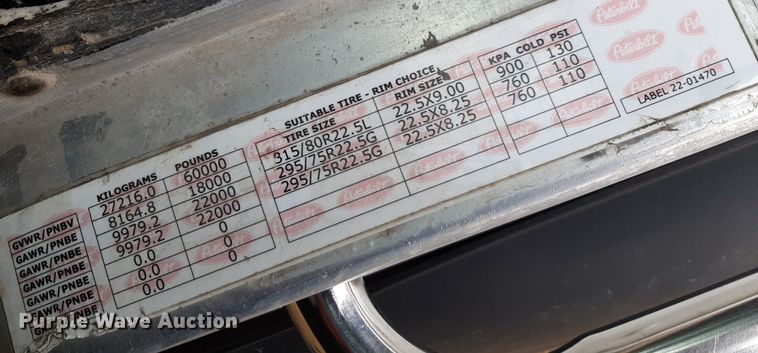 KILOGRAMS POUNDS SUITABLE TIRE - RIM CHOICE KPA COLD PSI
TIRE SIZE RIM SIZE
GVWR/PNBV 27216.0 60000 315/80R22.5L 22.5X9.00 900 130
GAWR/PNBE 8164.8 18000 295/75R22.5G 22.5X8.25 760 110
GAWR/PNBE 9979.2 22000 295/75R22.5G 22.5X8.25 760 110
GAWR/PNBE 9979.2 22000
GAWR/PNBE 0.0 0
GAWR/PNBE 0.0 0
GAWR/PNBE 0.0 0
LABEL 22-01470
Peterbilt
Purple Wave Auction